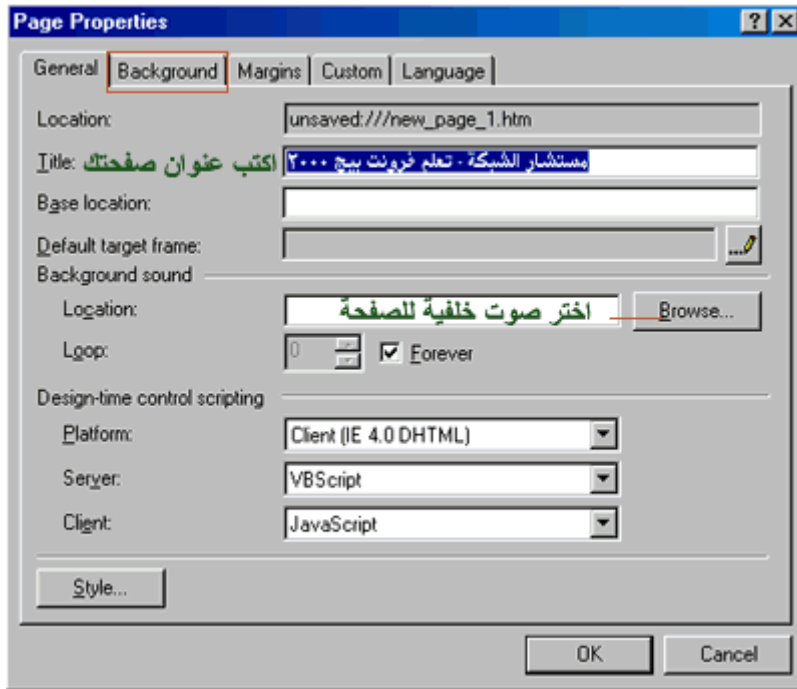 Page Properties
General Background Margins Custom Language
Location: unsaved:///new_page_1.htm
Title: اكتب عنوان صفحتك مستشار الشبكة - تعلم فرونت بيج ٢٠٠٠
Base location:
Default target frame:
Background sound
Location: اختر صوت خلفية للصفحة Browse...
Loop: 0 Forever
Design-time control scripting
Platform: Client (IE 4.0 DHTML)
Server: VBScript
Client: JavaScript
Style...
OK Cancel